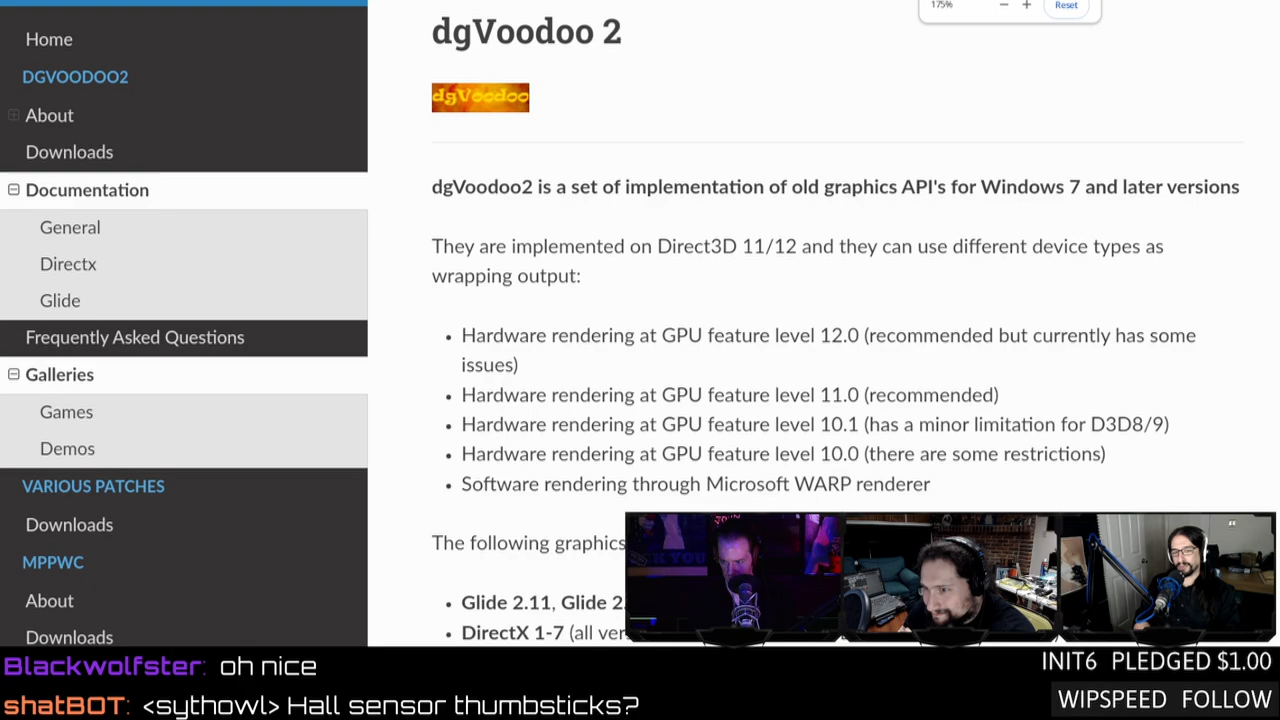 175%
Reset
Home
DGVOODOO2
About
Downloads
Documentation
General
Directx
Glide
Frequently Asked Questions
Galleries
Games
Demos
VARIOUS PATCHES
Downloads
MPPWC
About
Downloads
dgVoodoo 2
dgVoodoo
dgVoodoo2 is a set of implementation of old graphics API's for Windows 7 and later versions
They are implemented on Direct3D 11/12 and they can use different device types as
wrapping output:
• Hardware rendering at GPU feature level 12.0 (recommended but currently has some
issues)
• Hardware rendering at GPU feature level 11.0 (recommended)
• Hardware rendering at GPU feature level 10.1 (has a minor limitation for D3D8/9)
• Hardware rendering at GPU feature level 10.0 (there are some restrictions)
• Software rendering through Microsoft WARP renderer
The following graphics
• Glide 2.11, Glide 2.
• DirectX 1-7 (all ver
Blackwolfster: oh nice
shatBOT: <sythowl> Hall sensor thumbsticks?
INIT6 PLEDGED $1.00
WIPSPEED FOLLOW